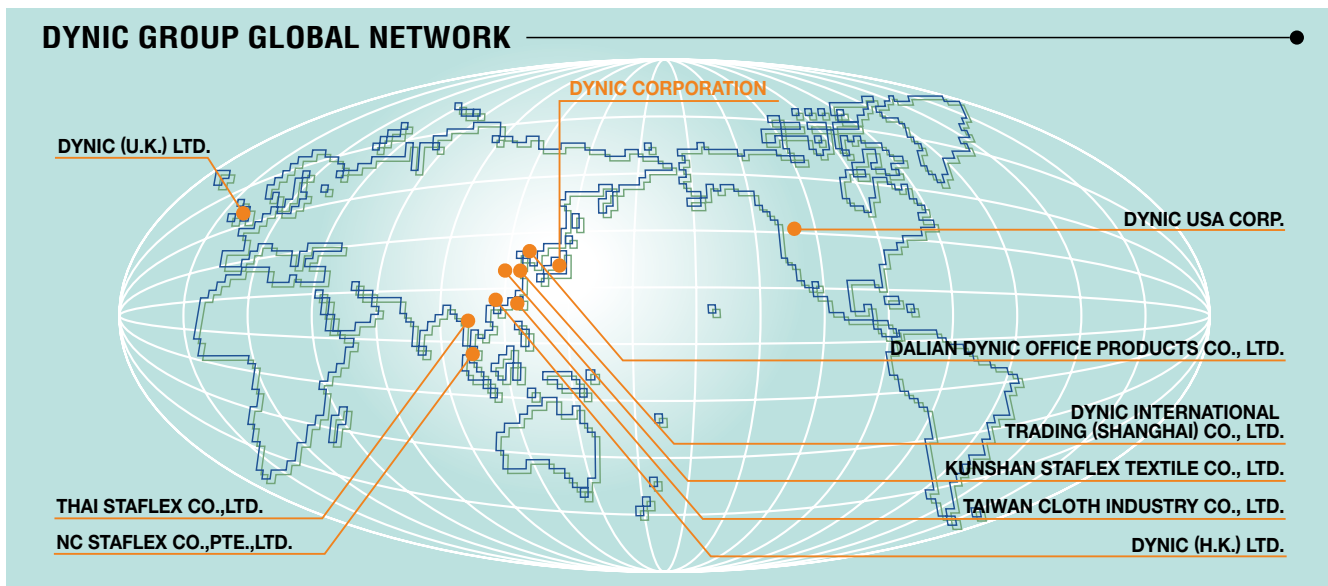 DYNIC GROUP GLOBAL NETWORK
DYNIC CORPORATION
DYNIC (U.K.) LTD.
DYNIC USA CORP.
DALIAN DYNIC OFFICE PRODUCTS CO., LTD.
DYNIC INTERNATIONAL
TRADING (SHANGHAI) CO., LTD.
KUNSHAN STAFLEX TEXTILE CO., LTD.
THAI STAFLEX CO.,LTD.
TAIWAN CLOTH INDUSTRY CO., LTD.
NC STAFLEX CO.,PTE.,LTD.
DYNIC (H.K.) LTD.